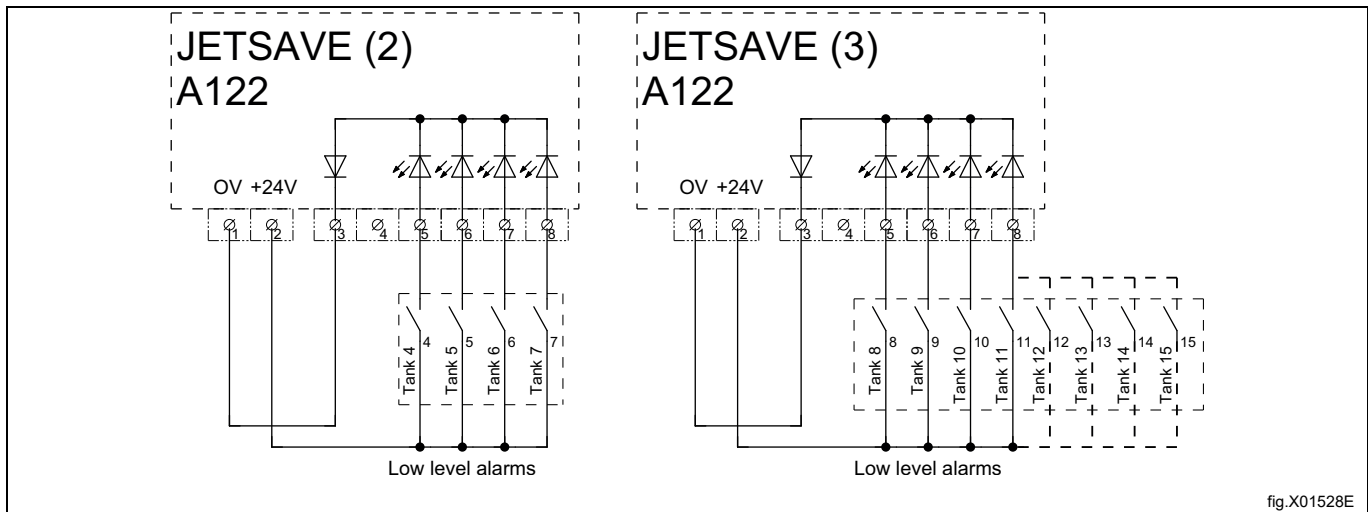 JETSAVE (2)
A122
OV +24V
1 2 3 4 5 6 7 8
Tank 4 4 Tank 5 5 Tank 6 6 Tank 7 7
Low level alarms
JETSAVE (3)
A122
OV +24V
1 2 3 4 5 6 7 8
Tank 8 8 Tank 9 9 Tank 10 10 Tank 11 11 Tank 12 12 Tank 13 13 Tank 14 14 Tank 15 15
Low level alarms
fig.X01528E